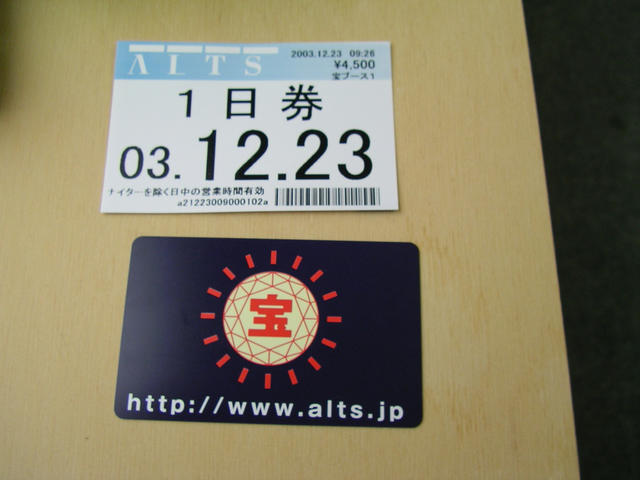 ALTS
2003.12.23 09:26
¥4,500
宝ブース1
1日券
03.12.23
ナイターを除く日中の営業時間有効
a21223009000102a
宝
http://www.alts.jp